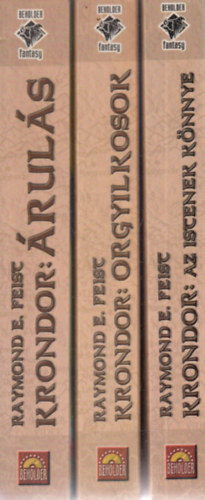 BEHOLDER
fantasy
RAYMOND E. FEIST
KRONDOR: ÁRULÁS
BEHOLDER
BEHOLDER
fantasy
RAYMOND E. FEIST
KRONDOR: ORGYILKOSOK
BEHOLDER
BEHOLDER
fantasy
RAYMOND E. FEIST
KRONDOR: AZ ISTENEK KÖNNYE
BEHOLDER